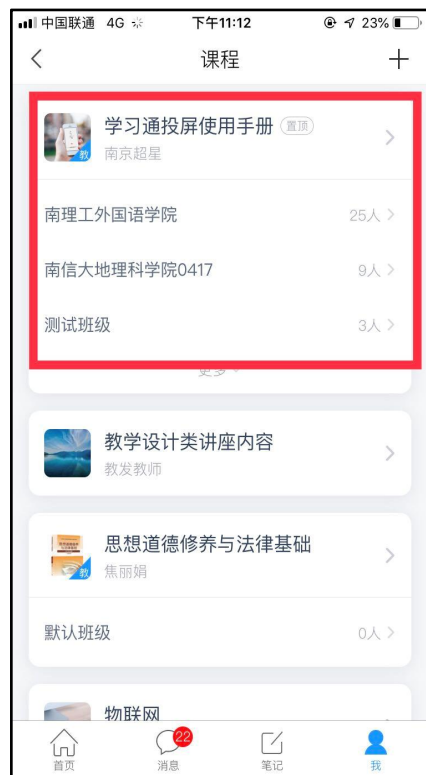 中国联通 4G 下午11:12 23%
课程
学习通投屏使用手册 置顶
教 南京超星
南理工外国语学院 25人
南信大地理科学院0417 9人
测试班级 3人
更多
教学设计类讲座内容
教发教师
思想道德修养与法律基础
教 焦丽娟
默认班级 0人
物联网
22
首页 消息 笔记 我